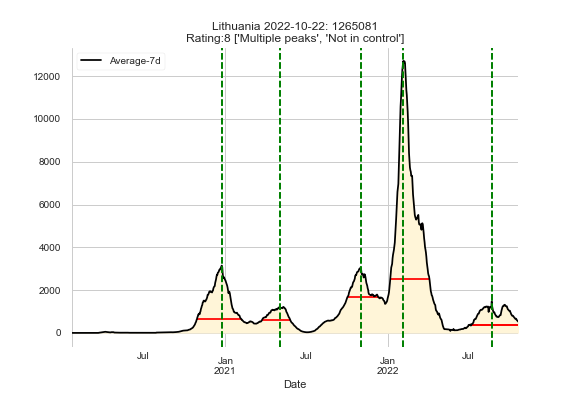 Lithuania 2022-10-22: 1265081
Rating:8 ['Multiple peaks', 'Not in control']
Average-7d
12000
10000
8000
6000
4000
2000
0
Jul
Jan
2021
Jul
Jan
2022
Jul
Date